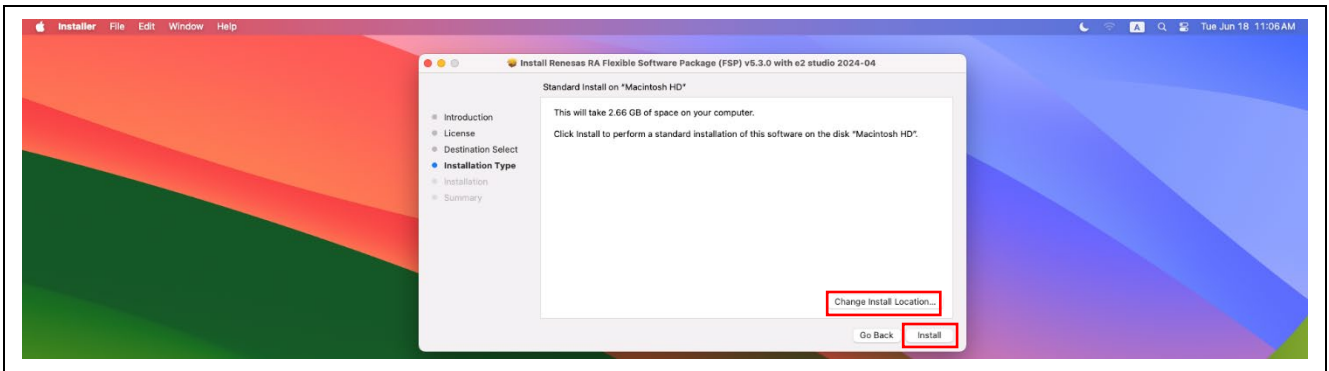 Installer File Edit Window Help
A Tue Jun 18 11:06 AM
Install Renesas RA Flexible Software Package (FSP) v5.3.0 with e2 studio 2024-04
Standard Install on "Macintosh HD"
Introduction
License
Destination Select
Installation Type
Installation
Summary
This will take 2.66 GB of space on your computer.
Click Install to perform a standard installation of this software on the disk "Macintosh HD".
Change Install Location...
Go Back Install